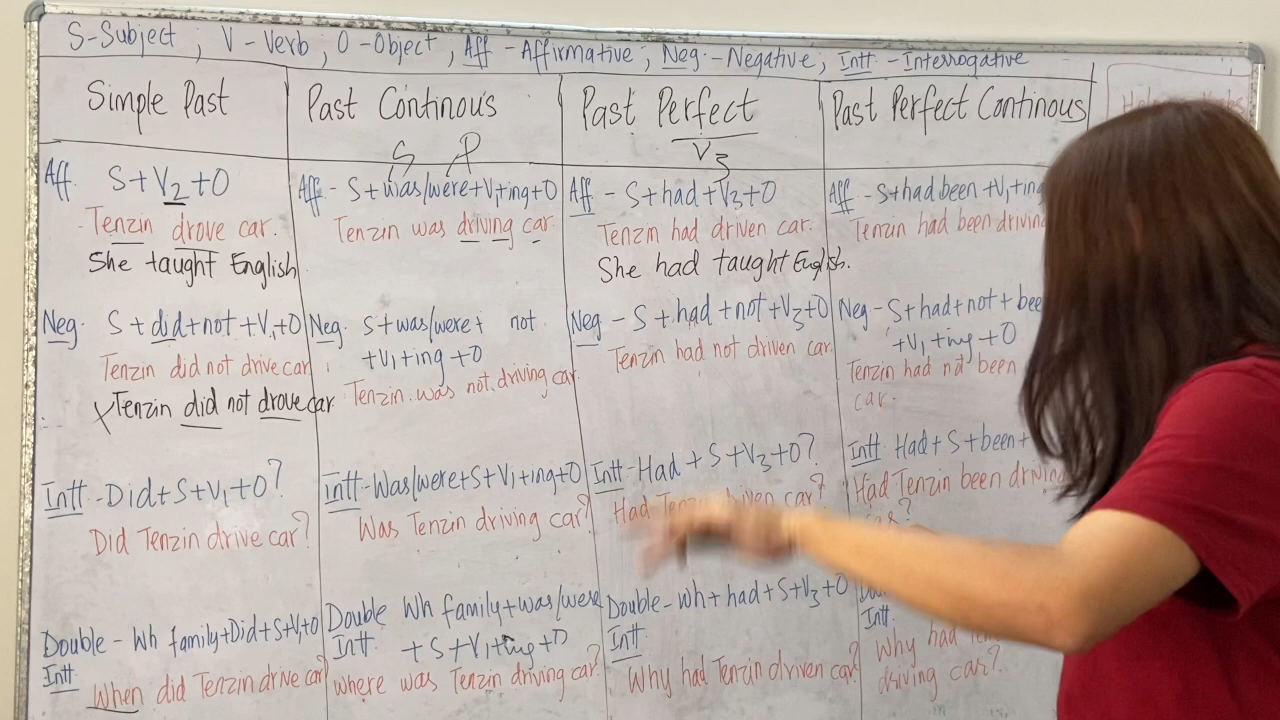 S-Subject , V-Verb, O-Object, Aff-Affirmative, Neg.-Negative, Intt-Interrogative
Simple Past
Aff. S+V2+O
Tenzin drove car.
She taught English
Neg. S+did+not+V1+O
Tenzin did not drive car
XTenzin did not drove car.
Intt-Did+S+V1+O?
Did Tenzin drive car?
Double-Wh family+Did+S+V1+O
Intt
When did Tenzin drive car?
Past Continous
S P
Aff- S+was/were+V1+ing+O
Tenzin was driving car.
Neg. S+was/were+ not
+V1+ing+O
Tenzin.was not.driving car.
Intt-Was/were+S+V1+ing+O
Was Tenzin driving car?
Double Wh family+was/were
Intt. +S+V1+ing+O
where was Tenzin driving car?
Past Perfect
V3
Aff - S+had+V3+O
Tenzin had driven car.
She had taught English.
Neg - S+had+not+V3+O
Tenzin had not driven car.
Intt-Had+S+V3+O?
Had driven car?
Double-Wh+had+S+V3+O
Intt.
Why had Tenzin driven car?
Past Perfect Continous
Aff -S+had been+V1+ing
Tenzin had been driving
Neg-S+had+not+bee
+V1+ing+O
Tenzin had not been
car.
Intt Had+S+been+
Had Tenzin been driving
car?
Intt.
Why had
driving car?